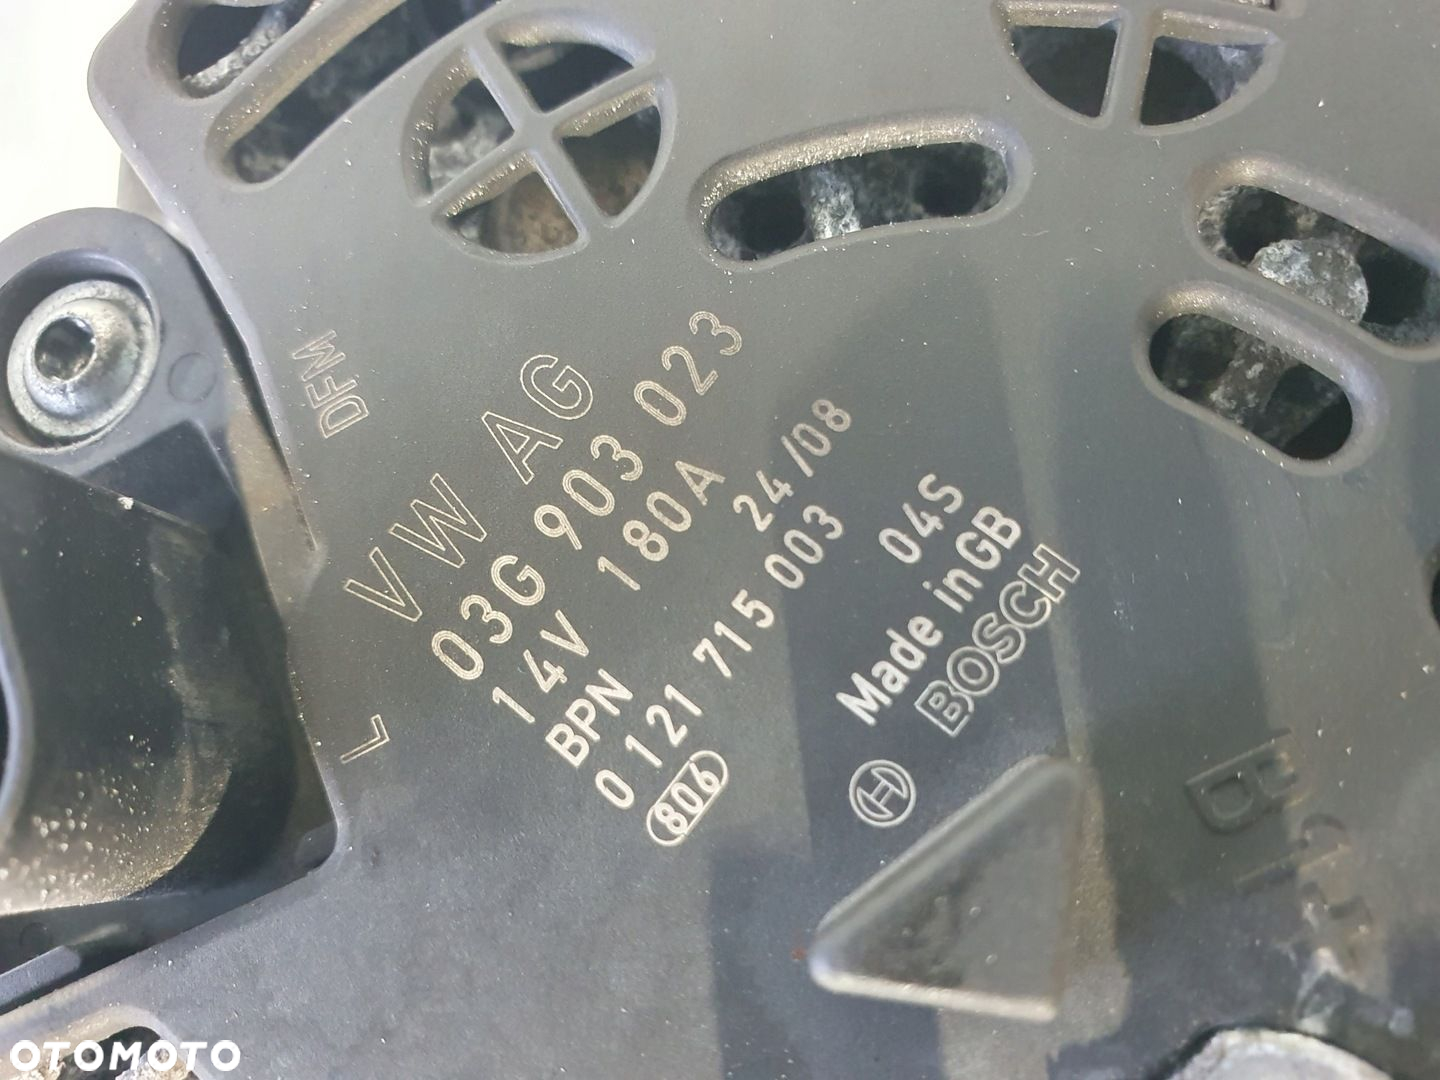 DFM
L
VW AG
03G 903 023
14V 180A
BPN 24/08
0 121 715 003
806
04S
Made in GB
BOSCH
OTOMOTO